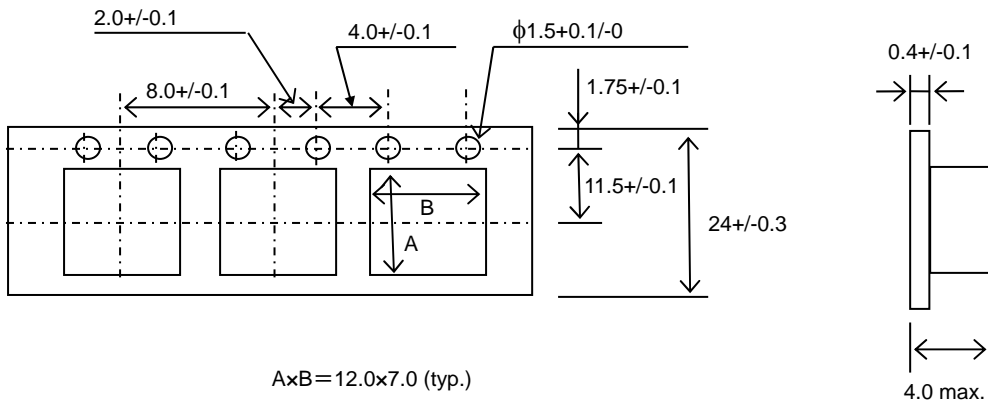 2.0+/-0.1
4.0+/-0.1
ϕ1.5+0.1/-0
0.4+/-0.1
8.0+/-0.1
1.75+/-0.1
11.5+/-0.1
B
A
24+/-0.3
A×B＝12.0×7.0 (typ.)
4.0 max.